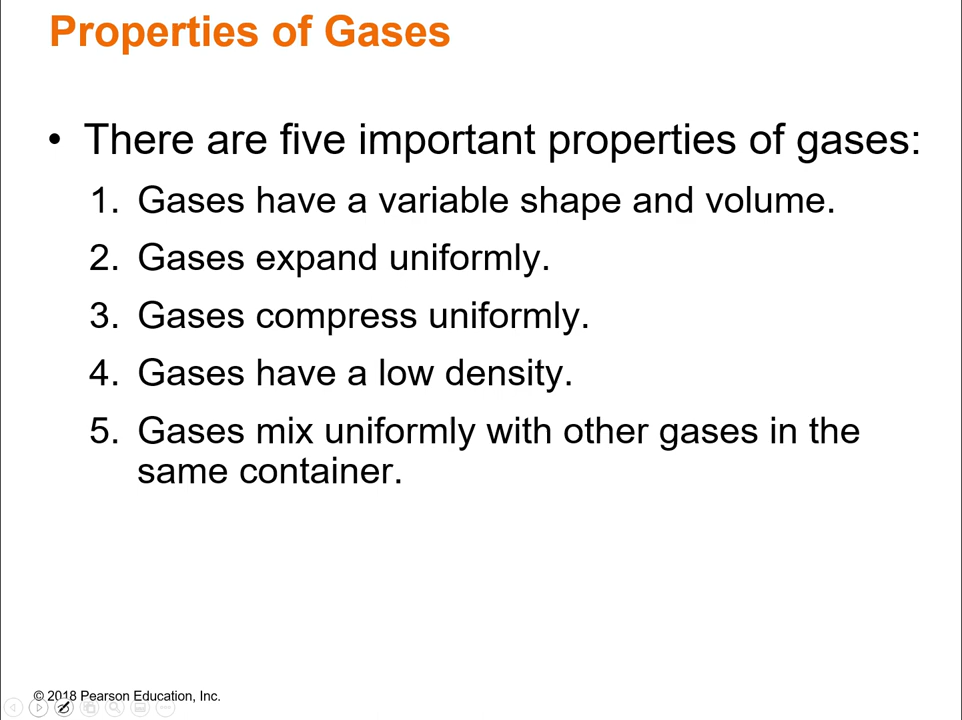 Properties of Gases
• There are five important properties of gases:
1. Gases have a variable shape and volume.
2. Gases expand uniformly.
3. Gases compress uniformly.
4. Gases have a low density.
5. Gases mix uniformly with other gases in the
same container.
© 2018 Pearson Education, Inc.